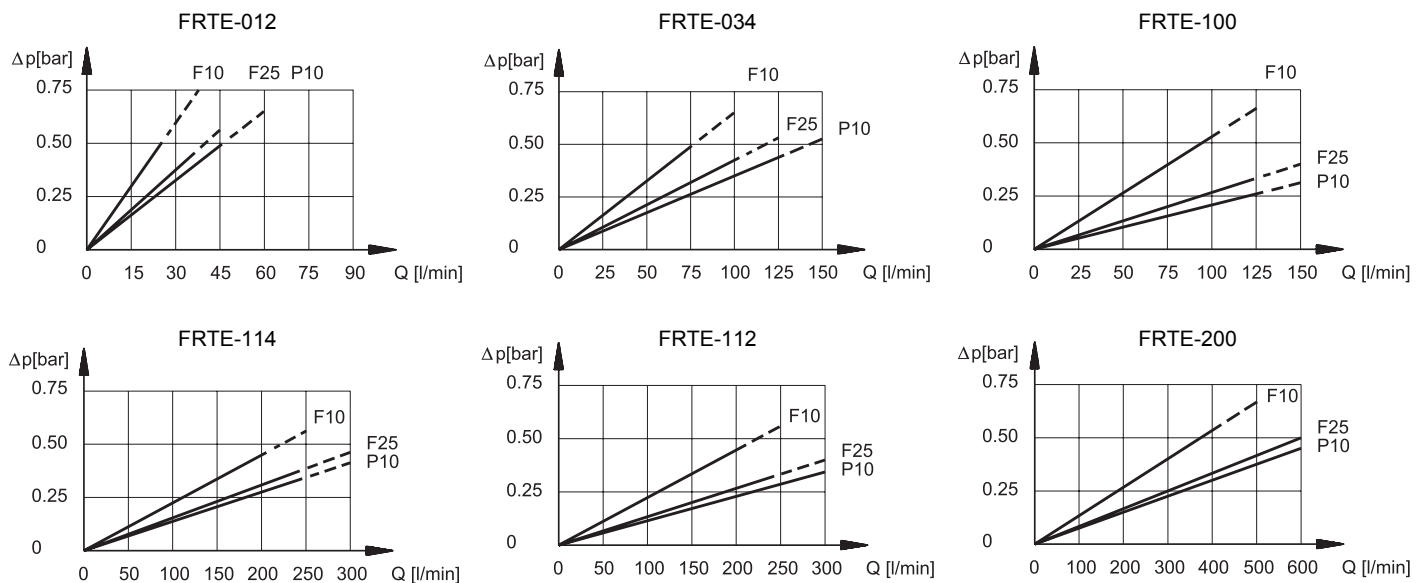 FRTE-012
Δp[bar]
F10 F25 P10
0.75
0.50
0.25
0
0 15 30 45 60 75 90 Q [l/min]
FRTE-034
Δp[bar]
F10
0.75
F25 P10
0.50
0.25
0
0 25 50 75 100 125 150 Q [l/min]
FRTE-100
Δp[bar]
F10
0.75
0.50
F25
P10
0.25
0
0 25 50 75 100 125 150 Q [l/min]
FRTE-114
Δp[bar]
0.75
F10
0.50 F25
P10
0.25
0
0 50 100 150 200 250 300 Q [l/min]
FRTE-112
Δp[bar]
0.75
F10
0.50
F25
P10
0.25
0
0 50 100 150 200 250 300 Q [l/min]
FRTE-200
Δp[bar]
0.75
F10
F25
0.50
P10
0.25
0
0 100 200 300 400 500 600 Q [l/min]